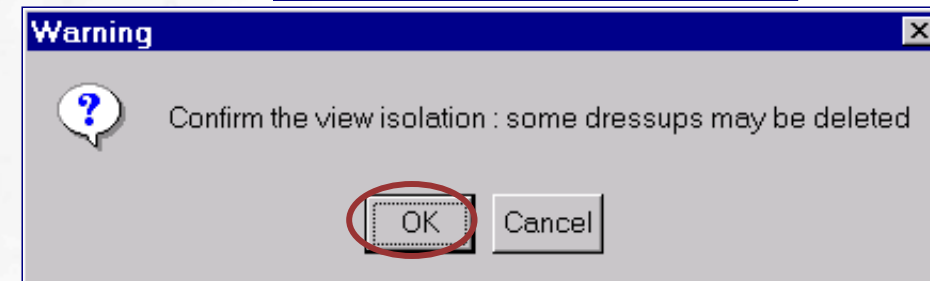 Warning
Confirm the view isolation : some dressups may be deleted
OK Cancel